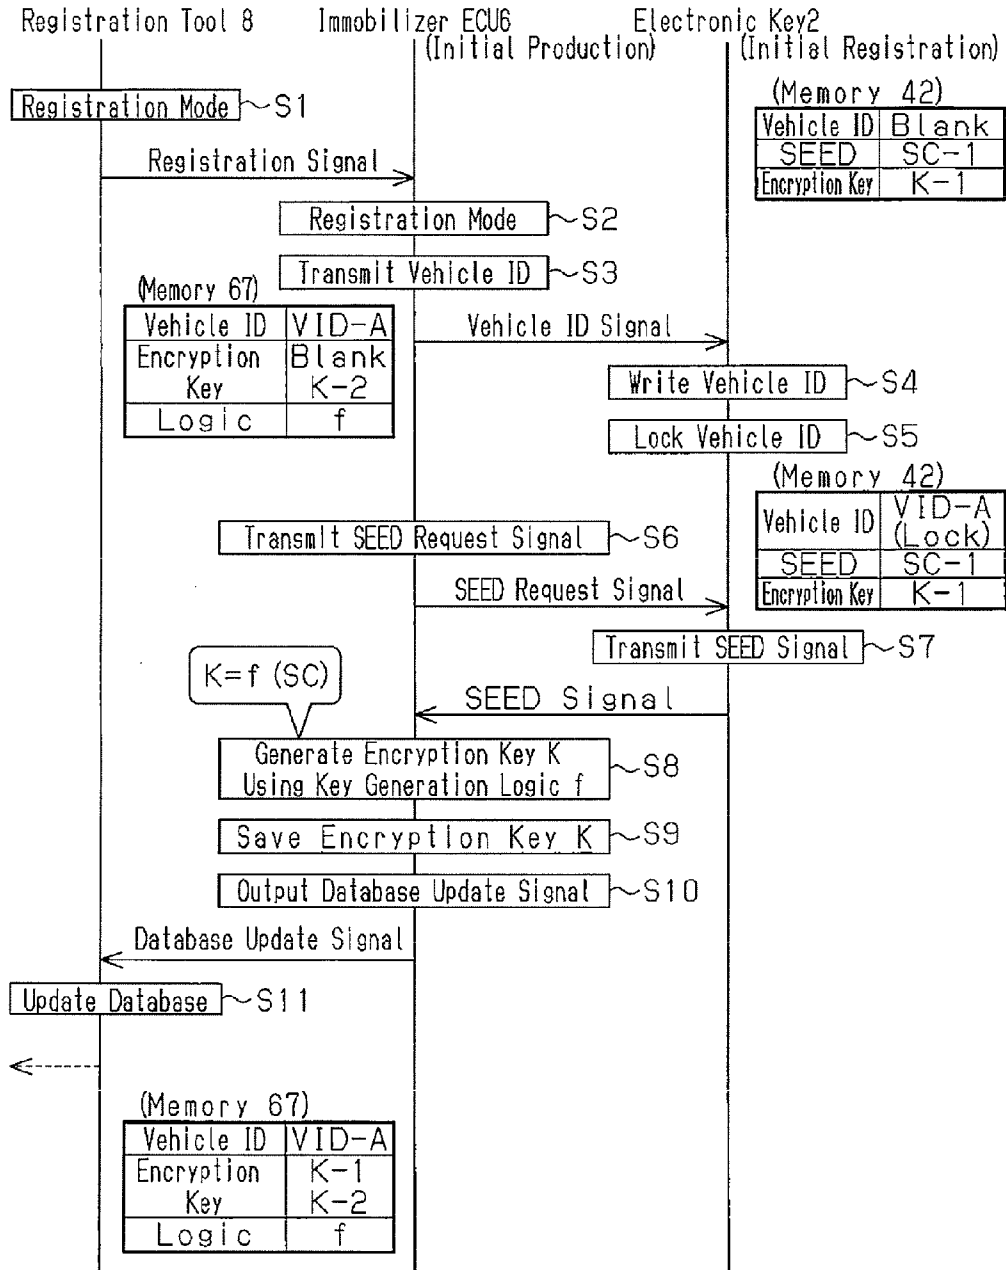 Registration Tool 8 Immobilizer ECU6 Electronic Key2
(Initial Production) (Initial Registration)
Registration Mode S1
(Memory 42)
Vehicle ID Blank
SEED SC-1
Encryption Key K-1
Registration Signal
Registration Mode S2
Transmit Vehicle ID S3
(Memory 67)
Vehicle ID VID-A
Encryption Blank
Key K-2
Logic f
Vehicle ID Signal
Write Vehicle ID S4
Lock Vehicle ID S5
(Memory 42)
Vehicle ID VID-A
(Lock)
SEED SC-1
Encryption Key K-1
Transmit SEED Request Signal S6
SEED Request Signal
Transmit SEED Signal S7
K=f (SC)
SEED Signal
Generate Encryption Key K
Using Key Generation Logic f S8
Save Encryption Key K S9
Output Database Update Signal S10
Database Update Signal
Update Database S11
(Memory 67)
Vehicle ID VID-A
Encryption K-1
Key K-2
Logic f